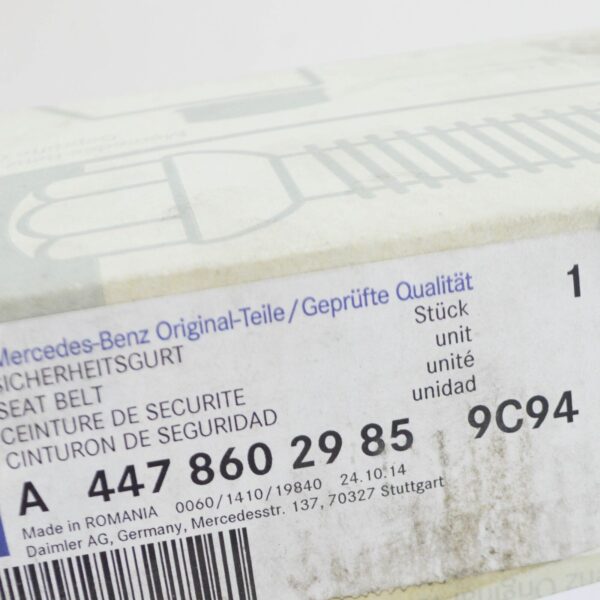 Mercedes-Benz Original-Teile/Geprüfte Qualität
SICHERHEITSGURT Stück 1
SEAT BELT unit
CEINTURE DE SECURITE unité
CINTURON DE SEGURIDAD unidad
A 447 860 29 85 9C94
Made in ROMANIA 0060/1410/19840 24.10.14
Daimler AG, Germany, Mercedesstr. 137, 70327 Stuttgart